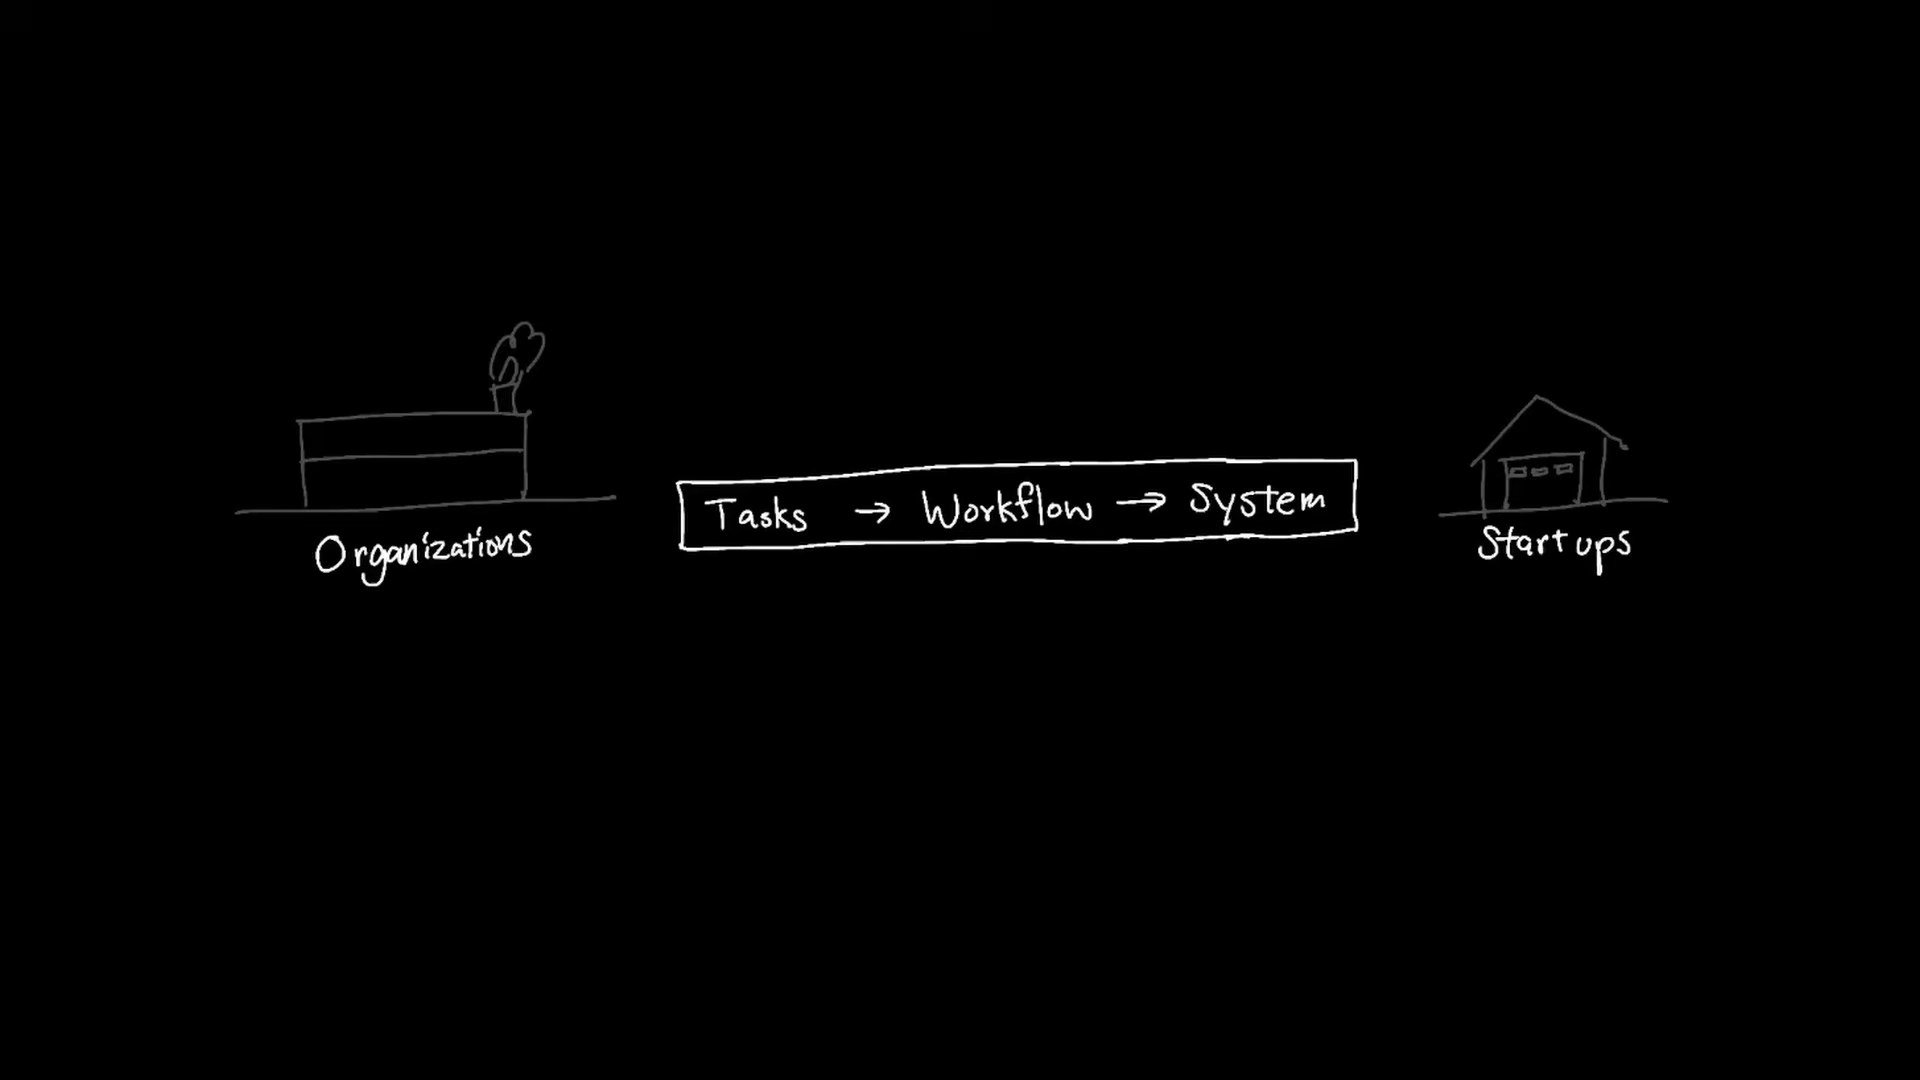 Tasks → Workflow → System
Organizations
Startups